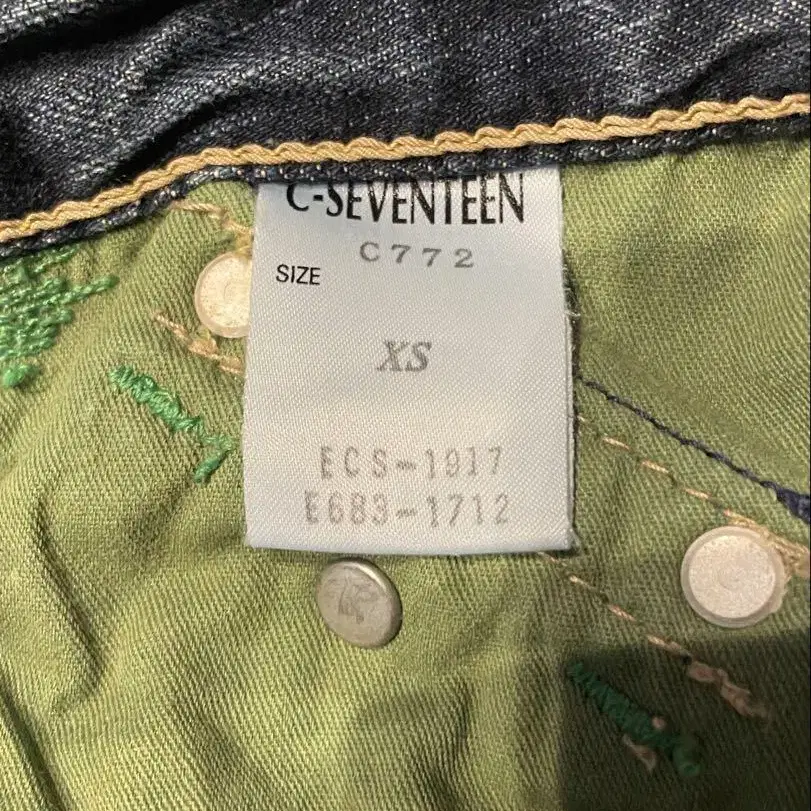 C-SEVENTEEN
C772
SIZE
XS
ECS-1917
E683-1712